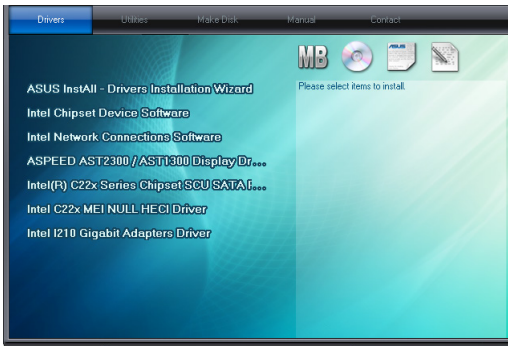 Drivers
Utilities
Make Disk
Manual
Contact
MB
ASUS
Please select items to install.
ASUS InstAll - Drivers Installation Wizard
Intel Chipset Device Software
Intel Network Connections Software
ASPEED AST2300 / AST1300 Display Dr...
Intel(R) C22x Series Chipset SCU SATA F...
Intel C22x MEI NULL HECI Driver
Intel I210 Gigabit Adapters Driver